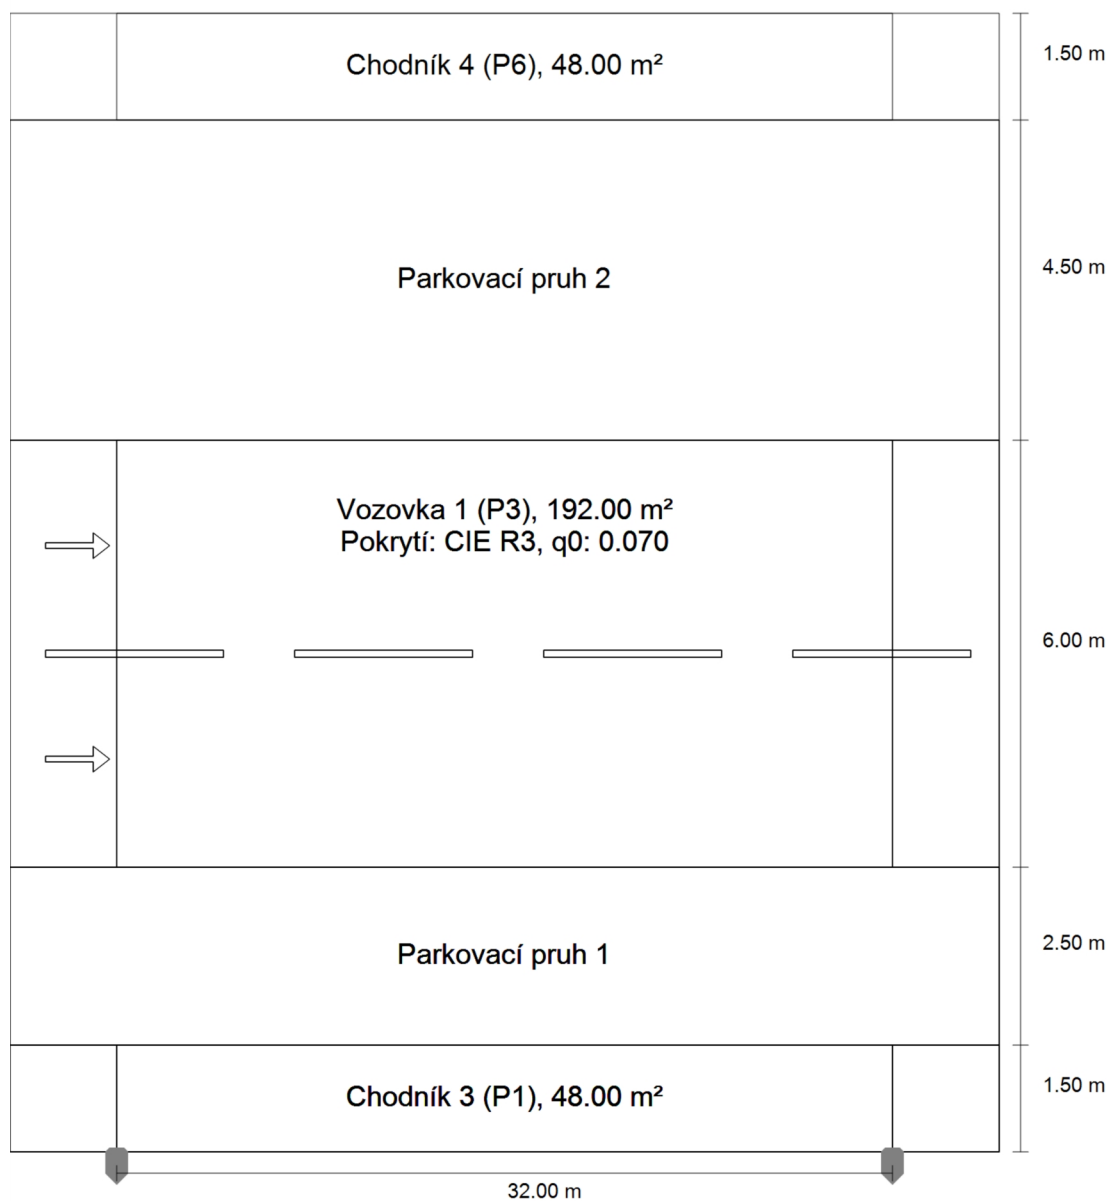 Chodník 4 (P6), 48.00 m²
1.50 m
Parkovací pruh 2
4.50 m
Vozovka 1 (P3), 192.00 m²
Pokrytí: CIE R3, q0: 0.070
6.00 m
Parkovací pruh 1
2.50 m
Chodník 3 (P1), 48.00 m²
1.50 m
32.00 m